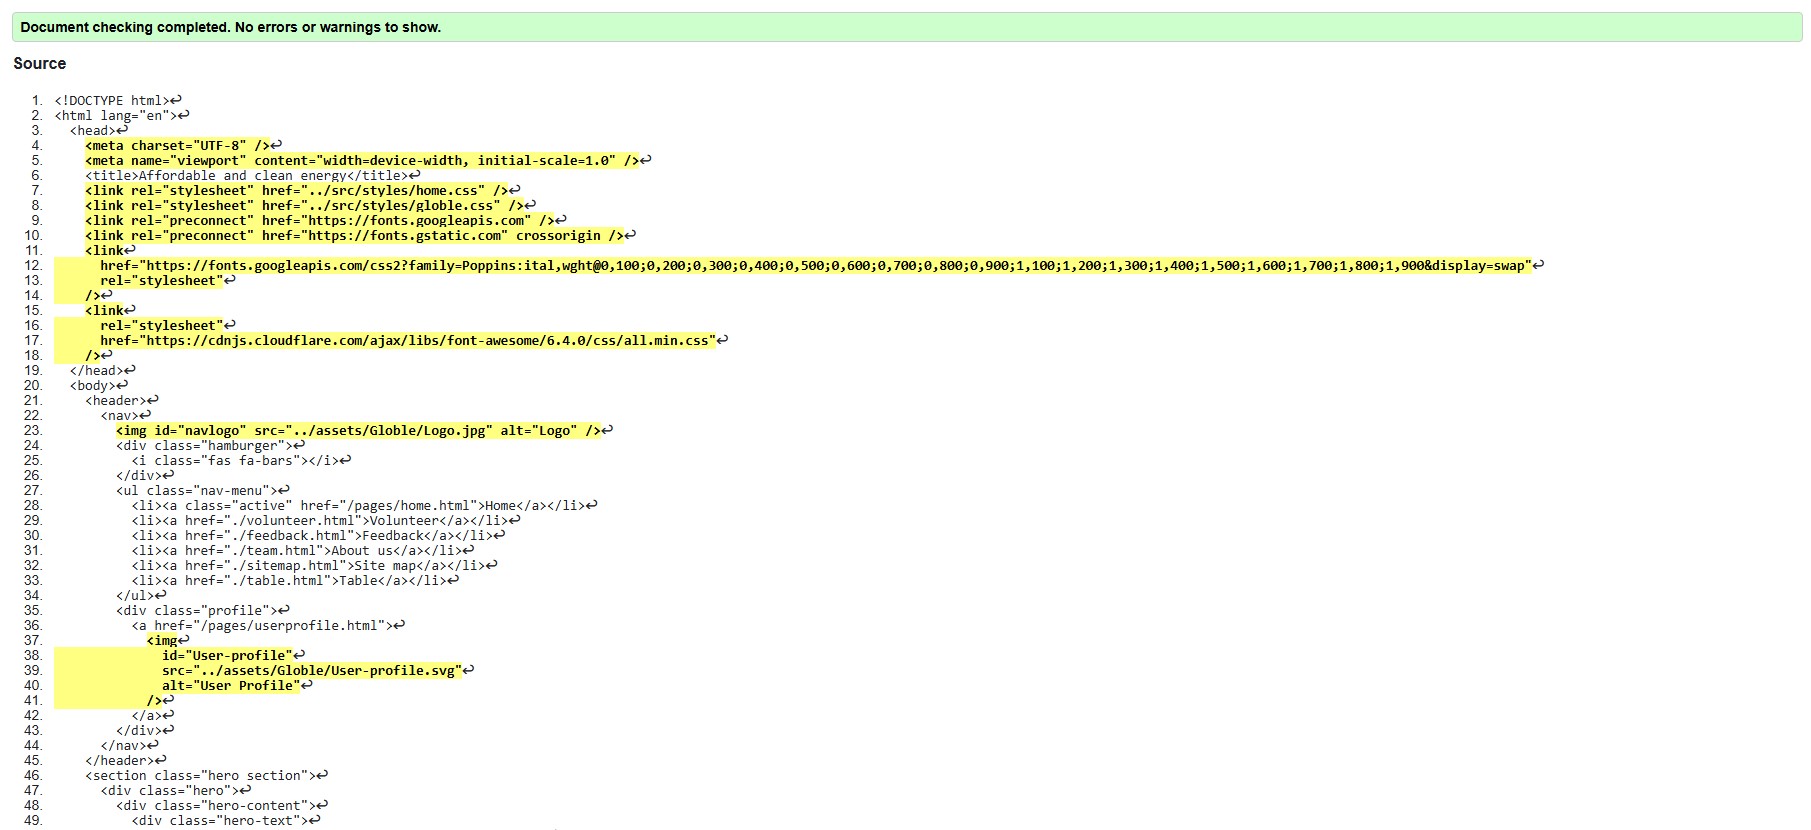 Document checking completed. No errors or warnings to show.
Source
1. <!DOCTYPE html>↩
2. <html lang="en">↩
3. <head>↩
4. <meta charset="UTF-8" />↩
5. <meta name="viewport" content="width=device-width, initial-scale=1.0" />↩
6. <title>Affordable and clean energy</title>↩
7. <link rel="stylesheet" href="../src/styles/home.css" />↩
8. <link rel="stylesheet" href="../src/styles/globle.css" />↩
9. <link rel="preconnect" href="https://fonts.googleapis.com" />↩
10. <link rel="preconnect" href="https://fonts.gstatic.com" crossorigin />↩
11. <link↩
12. href="https://fonts.googleapis.com/css2?family=Poppins:ital,wght@0,100;0,200;0,300;0,400;0,500;0,600;0,700;0,800;0,900;1,100;1,200;1,300;1,400;1,500;1,600;1,700;1,800;1,900&display=swap"↩
13. rel="stylesheet"↩
14. />↩
15. <link↩
16. rel="stylesheet"↩
17. href="https://cdnjs.cloudflare.com/ajax/libs/font-awesome/6.4.0/css/all.min.css"↩
18. />↩
19. </head>↩
20. <body>↩
21. <header>↩
22. <nav>↩
23. <img id="navlogo" src="../assets/Globle/Logo.jpg" alt="Logo" />↩
24. <div class="hamburger">↩
25. <i class="fas fa-bars"></i>↩
26. </div>↩
27. <ul class="nav-menu">↩
28. <li><a class="active" href="/pages/home.html">Home</a></li>↩
29. <li><a href="./volunteer.html">Volunteer</a></li>↩
30. <li><a href="./feedback.html">Feedback</a></li>↩
31. <li><a href="./team.html">About us</a></li>↩
32. <li><a href="./sitemap.html">Site map</a></li>↩
33. <li><a href="./table.html">Table</a></li>↩
34. </ul>↩
35. <div class="profile">↩
36. <a href="/pages/userprofile.html">↩
37. <img↩
38. id="User-profile"↩
39. src="../assets/Globle/User-profile.svg"↩
40. alt="User Profile"↩
41. />↩
42. </a>↩
43. </div>↩
44. </nav>↩
45. </header>↩
46. <section class="hero section">↩
47. <div class="hero">↩
48. <div class="hero-content">↩
49. <div class="hero-text">↩